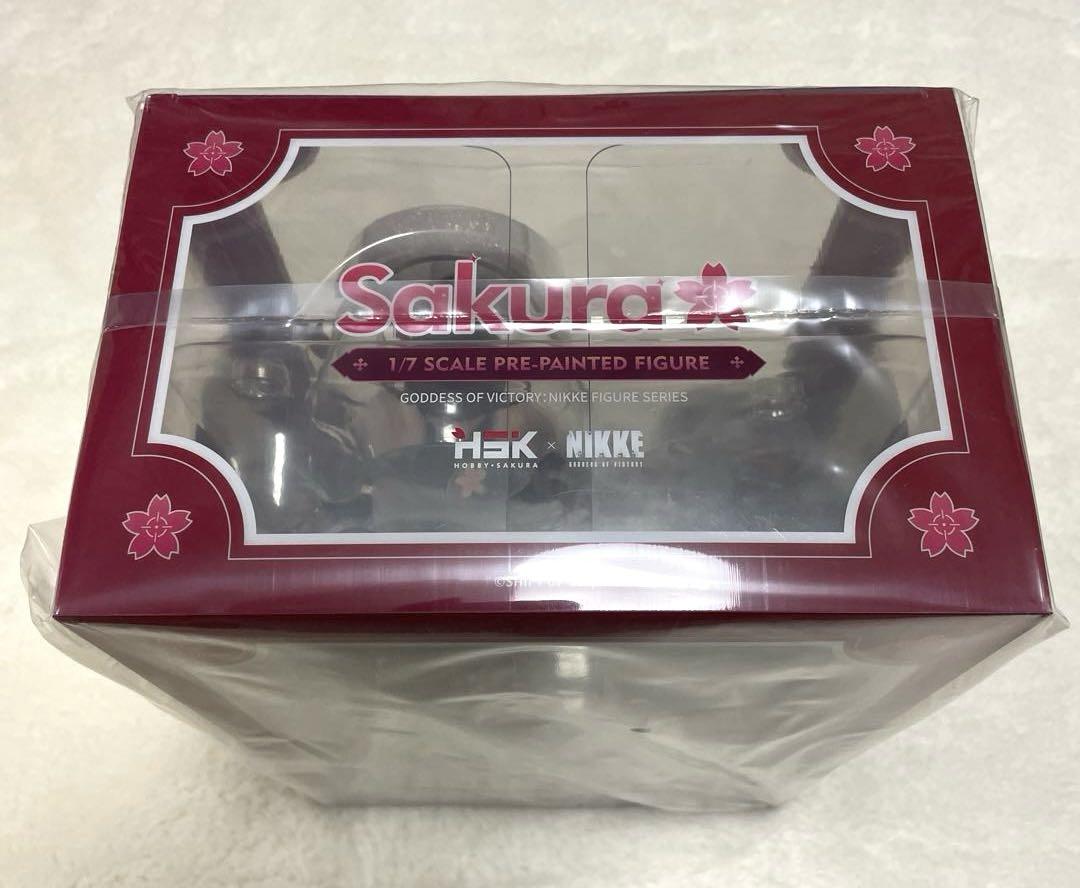 Sakura
1/7 SCALE PRE-PAINTED FIGURE
GODDESS OF VICTORY:NIKKE FIGURE SERIES
HSK × NIKKE
HOBBY•SAKURA GODDESS OF VICTORY